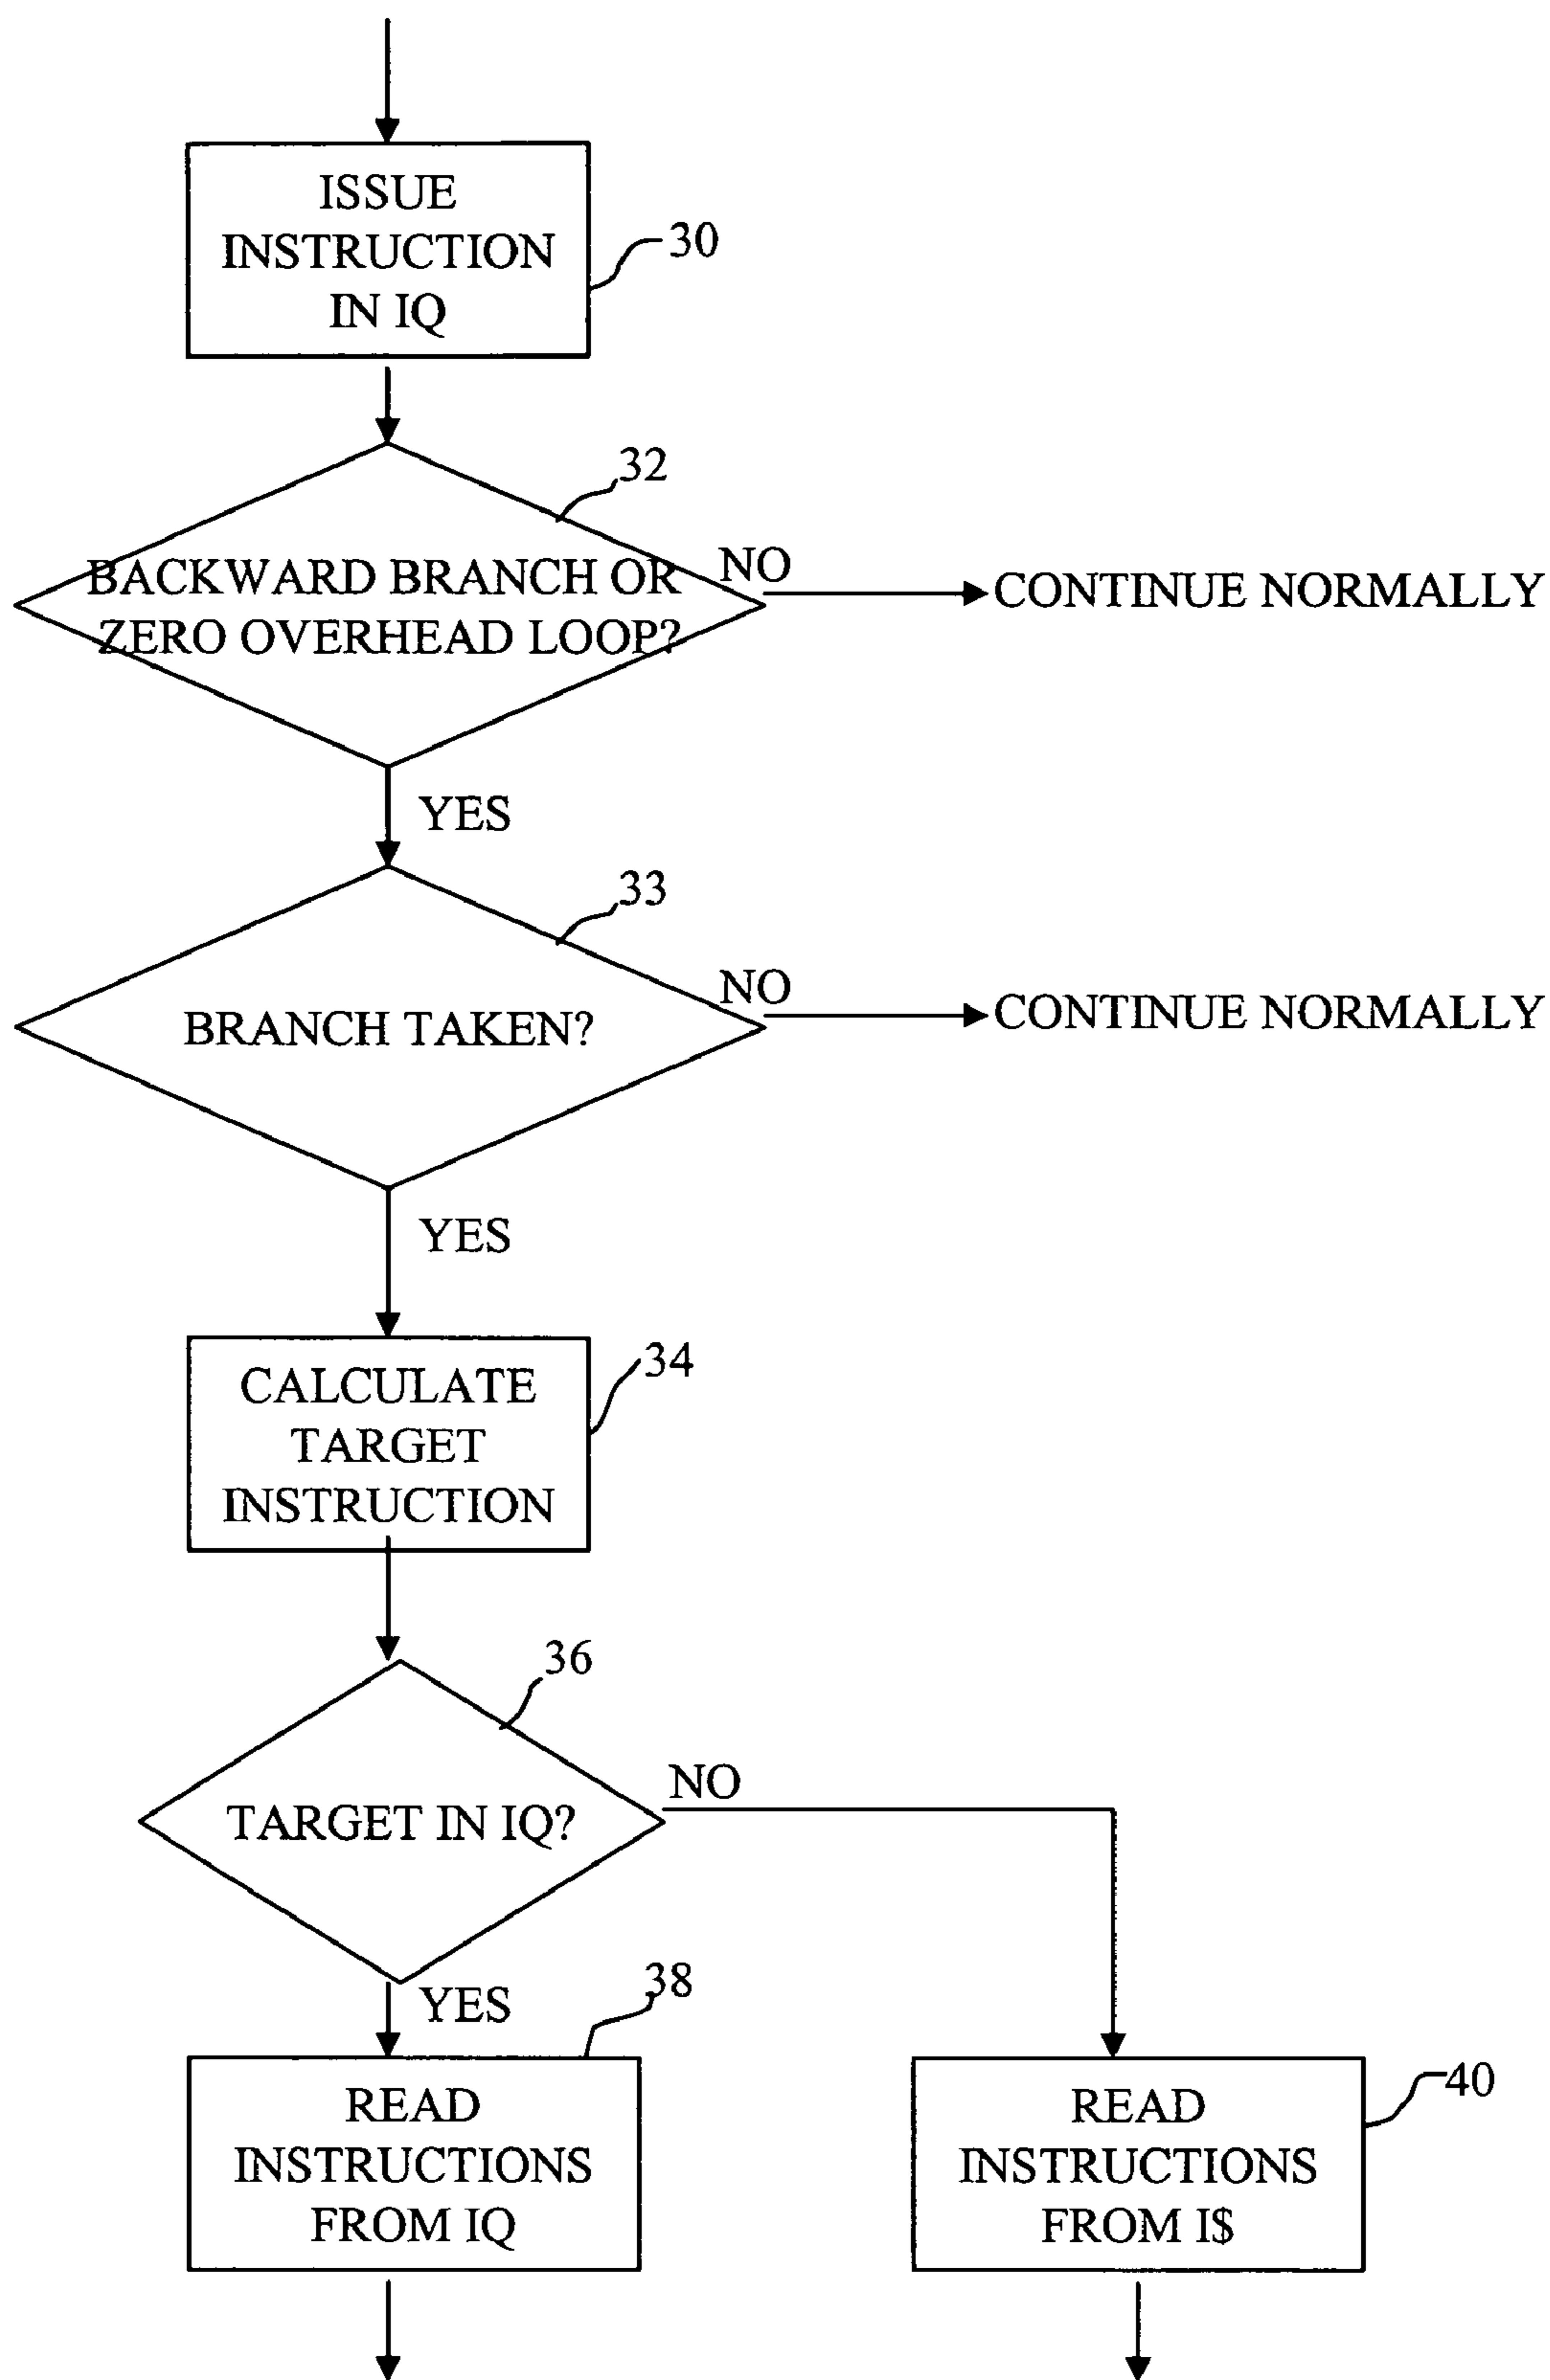 ISSUE
INSTRUCTION
IN IQ
30
32
BACKWARD BRANCH OR
ZERO OVERHEAD LOOP?
NO
CONTINUE NORMALLY
YES
33
BRANCH TAKEN?
NO
CONTINUE NORMALLY
YES
CALCULATE
TARGET
INSTRUCTION
34
36
TARGET IN IQ?
NO
YES
38
READ
INSTRUCTIONS
FROM IQ
40
READ
INSTRUCTIONS
FROM I$